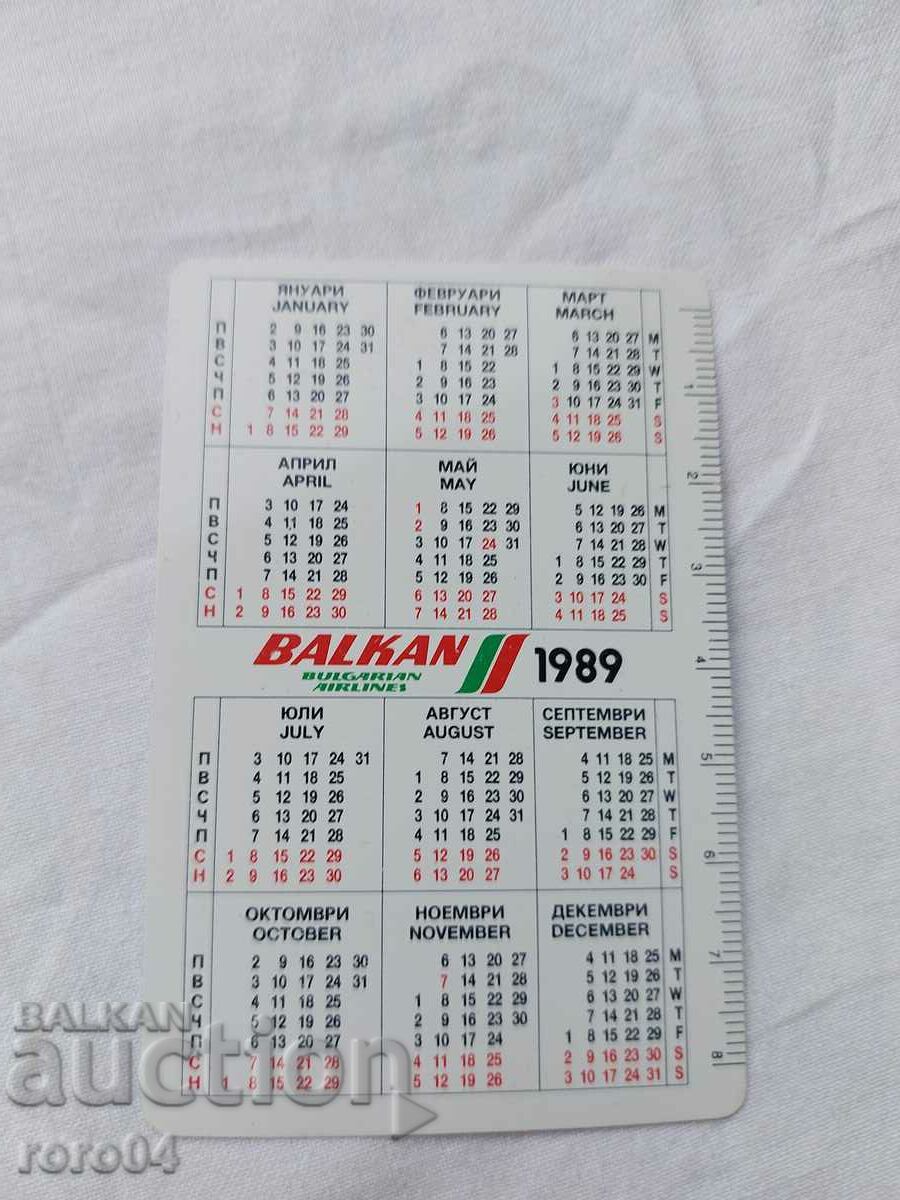 ЯНУАРИ ФЕВРУАРИ МАРТ
JANUARY FEBRUARY MARCH
П 2 9 16 23 30 6 13 20 27 6 13 20 27 M
В 3 10 17 24 31 7 14 21 28 7 14 21 28 T
С 4 11 18 25 1 8 15 22 1 8 15 22 29 W
Ч 5 12 19 26 2 9 16 23 2 9 16 23 30 T
П 6 13 20 27 3 10 17 24 3 10 17 24 31 F
С 7 14 21 28 4 11 18 25 4 11 18 25 S
Н 1 8 15 22 29 5 12 19 26 5 12 19 26 S
АПРИЛ МАЙ ЮНИ
APRIL MAY JUNE
П 3 10 17 24 1 8 15 22 29 5 12 19 26 M
В 4 11 18 25 2 9 16 23 30 6 13 20 27 T
С 5 12 19 26 3 10 17 24 31 7 14 21 28 W
Ч 6 13 20 27 4 11 18 25 1 8 15 22 29 T
П 7 14 21 28 5 12 19 26 2 9 16 23 30 F
С 1 8 15 22 29 6 13 20 27 3 10 17 24 S
Н 2 9 16 23 30 7 14 21 28 4 11 18 25 S
BALKAN 1989
BULGARIAN
AIRLINES
ЮЛИ АВГУСТ СЕПТЕМВРИ
JULY AUGUST SEPTEMBER
П 3 10 17 24 31 7 14 21 28 4 11 18 25 M
В 4 11 18 25 1 8 15 22 29 5 12 19 26 T
С 5 12 19 26 2 9 16 23 30 6 13 20 27 W
Ч 6 13 20 27 3 10 17 24 31 7 14 21 28 T
П 7 14 21 28 4 11 18 25 1 8 15 22 29 F
С 1 8 15 22 29 5 12 19 26 2 9 16 23 30 S
Н 2 9 16 23 30 6 13 20 27 3 10 17 24 S
ОКТОМВРИ НОЕМВРИ ДЕКЕМВРИ
OCTOBER NOVEMBER DECEMBER
П 2 9 16 23 30 6 13 20 27 4 11 18 25 M
В 3 10 17 24 31 7 14 21 28 5 12 19 26 T
С 4 11 18 25 1 8 15 22 29 6 13 20 27 W
Ч 5 12 19 26 2 9 16 23 30 7 14 21 28 T
П 6 13 20 27 3 10 17 24 1 8 15 22 29 F
С 7 14 21 28 4 11 18 25 2 9 16 23 30 S
Н 1 8 15 22 29 5 12 19 26 3 10 17 24 31 S
1
2
3
4
5
6
7
8
BALKAN
auction
roro04